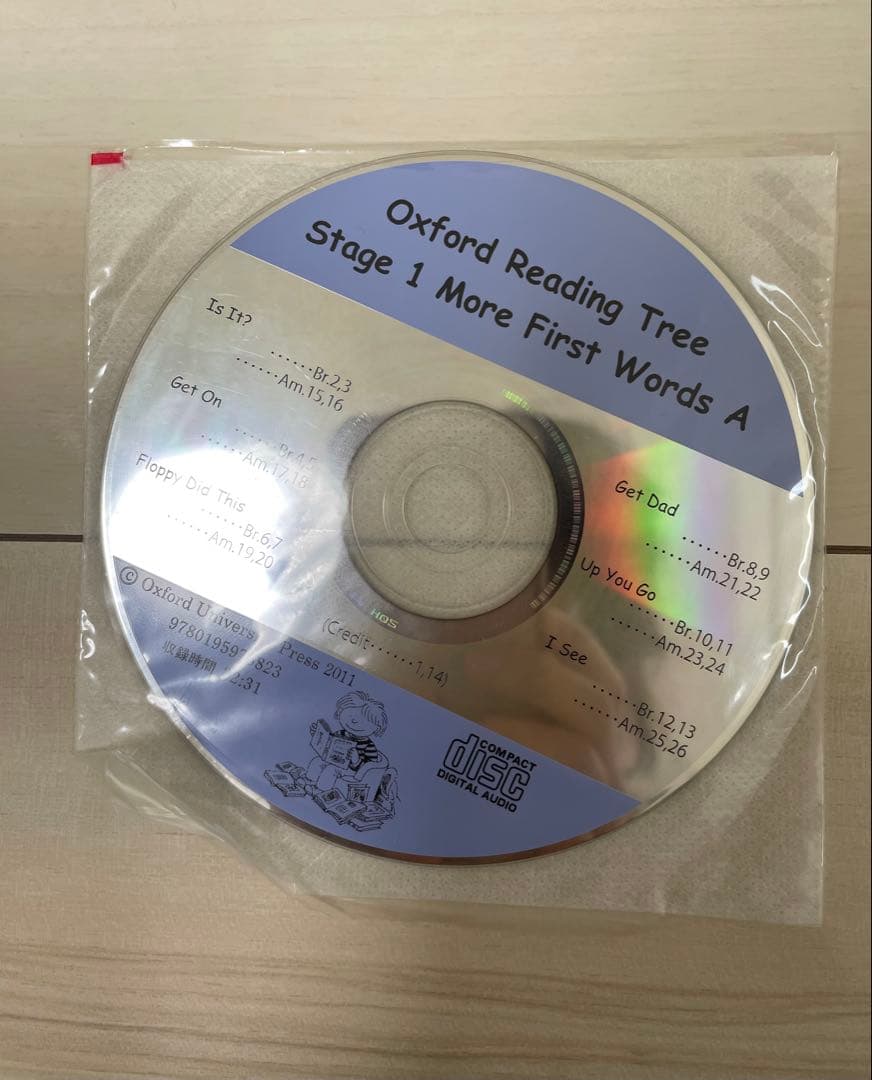 Oxford Reading Tree
Stage 1 More First Words A
Is It?
......Br.2,3
......Am.15,16
Get On
......Br.4,5
......Am.17,18
Floppy Did This
......Br.6,7
......Am.19,20
Get Dad
......Br.8,9
......Am.21,22
Up You Go
......Br.10,11
......Am.23,24
I See
......Br.12,13
......Am.25,26
(Credit.......1,14)
© Oxford Press 2011
収録時間
COMPACT
disc
DIGITAL AUDIO